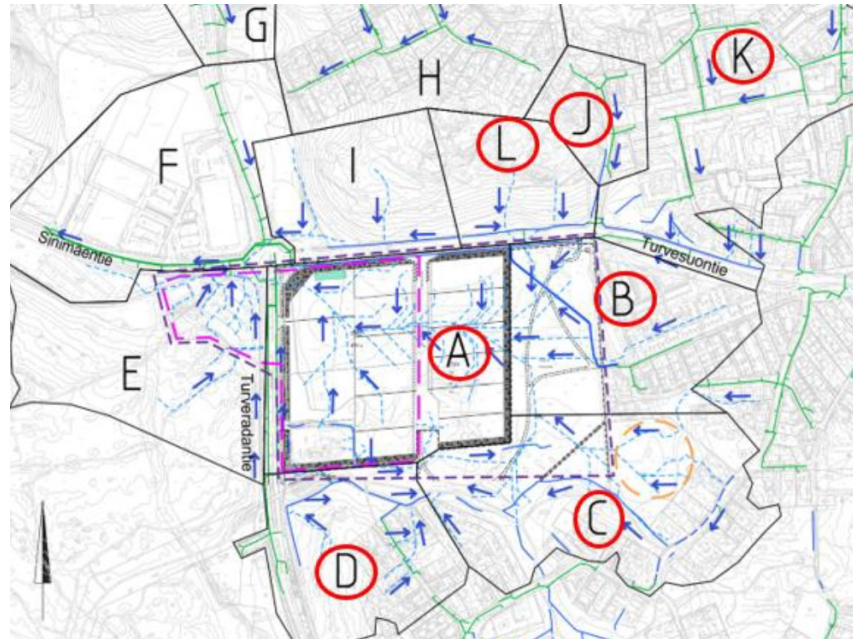 G
H
K
J
L
F
I
Sinimäentie
Turvesuontie
B
A
E
Turveradantie
C
D